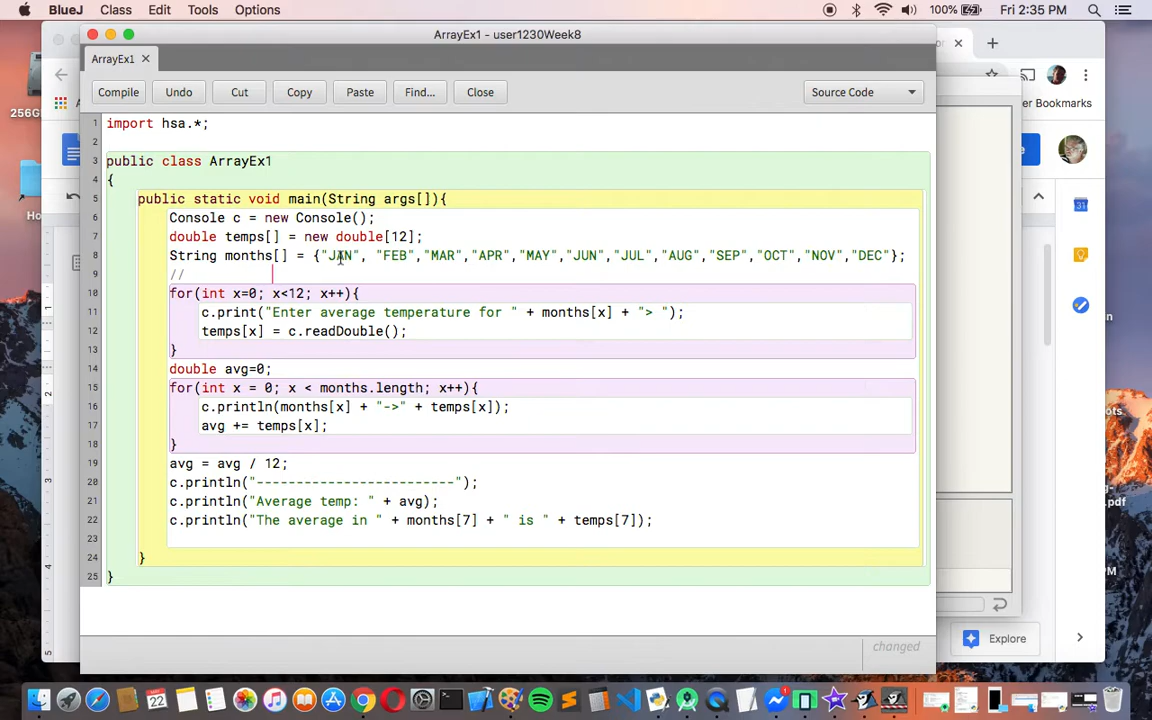 BlueJ Class Edit Tools Options 100% Fri 2:35 PM
ArrayEx1 - user1230Week8
ArrayEx1
Compile Undo Cut Copy Paste Find... Close Source Code
256G
er Bookmarks
1 import hsa.*;
2
3 public class ArrayEx1
4 {
5 public static void main(String args[]){
6 Console c = new Console();
7 double temps[] = new double[12];
8 String months[] = {"JAN", "FEB","MAR","APR","MAY","JUN","JUL","AUG","SEP","OCT","NOV","DEC"};
9 //
10 for(int x=0; x<12; x++){
11 c.print("Enter average temperature for " + months[x] + "> ");
12 temps[x] = c.readDouble();
13 }
14 double avg=0;
15 for(int x = 0; x < months.length; x++){
16 c.println(months[x] + "->" + temps[x]);
17 avg += temps[x];
18 }
19 avg = avg / 12;
20 c.println("-------------------------");
21 c.println("Average temp: " + avg);
22 c.println("The average in " + months[7] + " is " + temps[7]);
23
24 }
25 }
Ho
changed
Explore